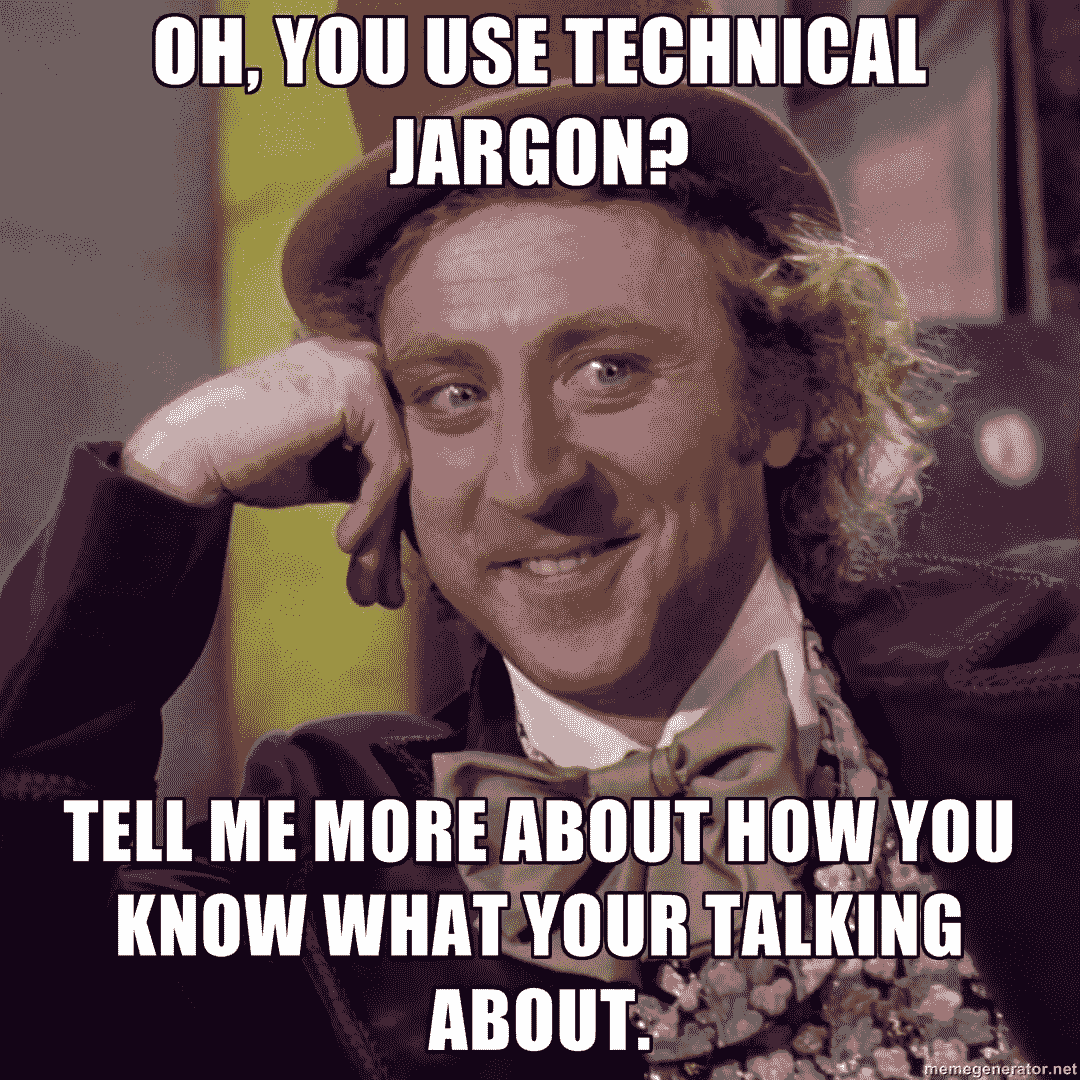 OH, YOU USE TECHNICAL
JARGON?
TELL ME MORE ABOUT HOW YOU
KNOW WHAT YOUR TALKING
ABOUT.
memegenerator.net